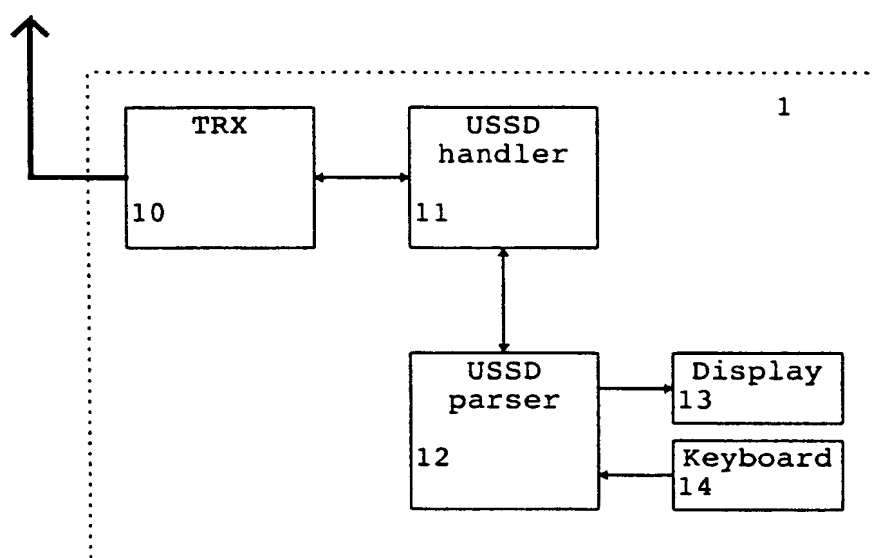 1
TRX
10
USSD
handler
11
USSD
parser
12
Display
13
Keyboard
14